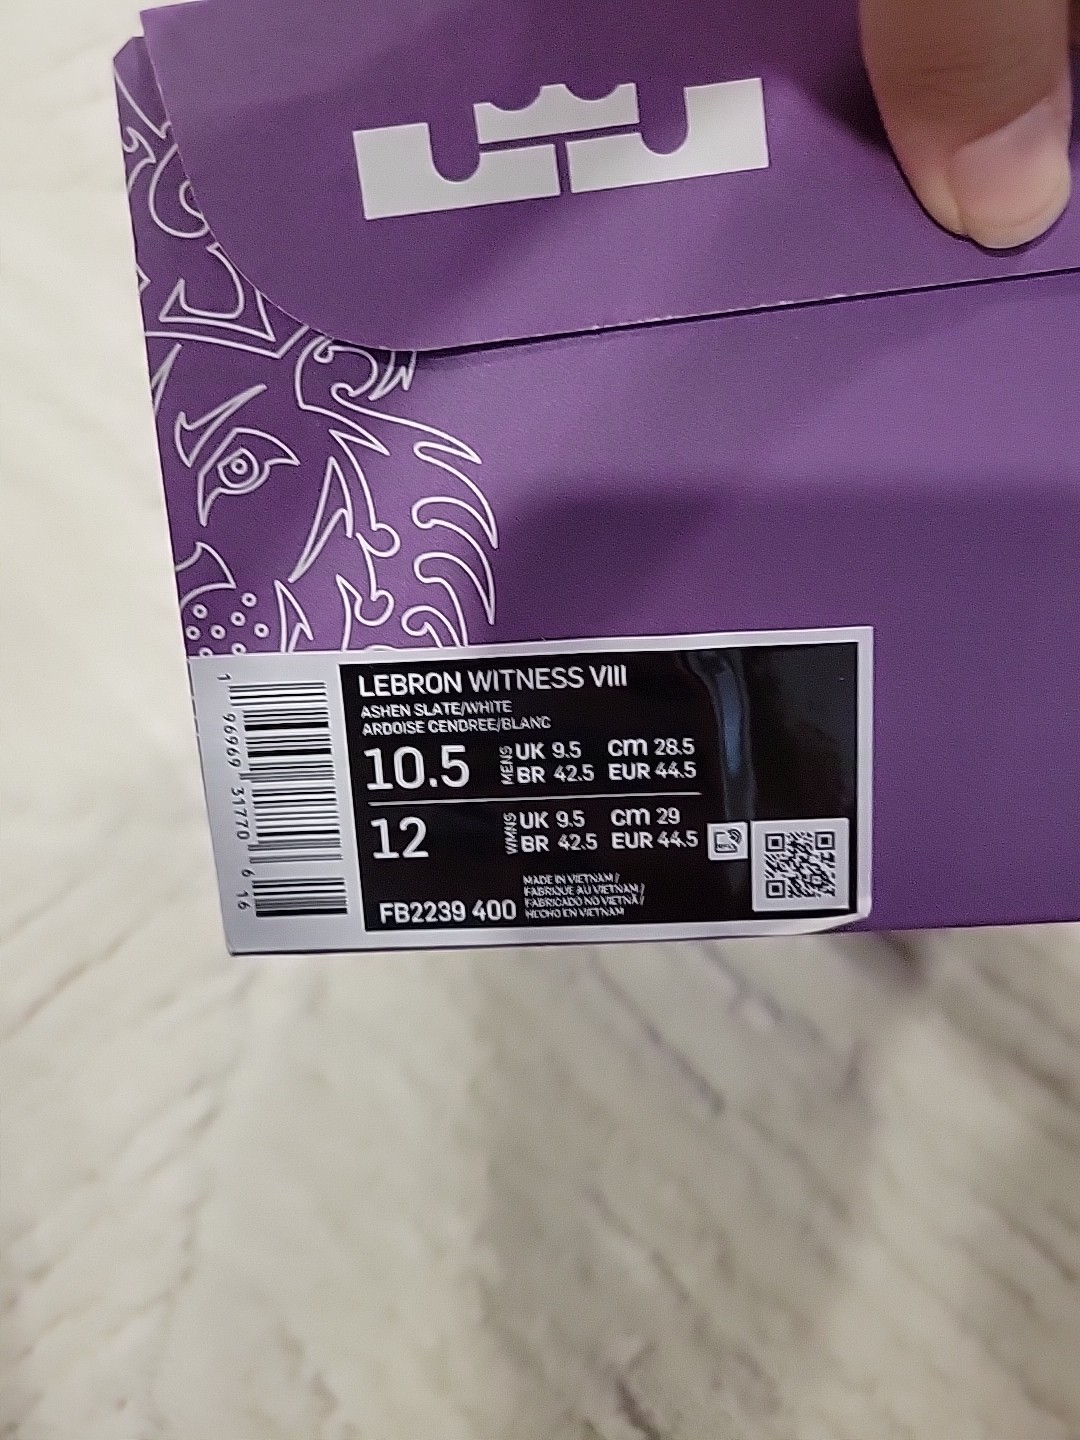 LEBRON WITNESS VIII
ASHEN SLATE/WHITE
ARDOISE CENDREE/BLANC
10.5 MENS UK 9.5 cm 28.5
BR 42.5 EUR 44.5
12 WMNS UK 9.5 cm 29
BR 42.5 EUR 44.5
FB2239 400
MADE IN VIETNAM /
FABRIQUE AU VIETNAM /
FABRICADO NO VIETNÃ /
HECHO EN VIETNAM
1 96969 31770 6 16